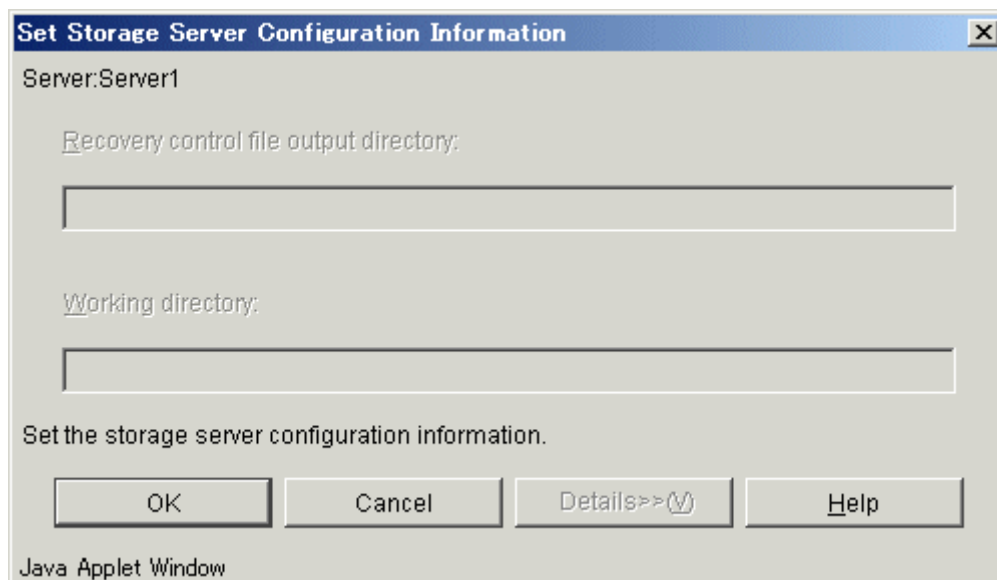 Set Storage Server Configuration Information
Server:Server1
Recovery control file output directory:
Working directory:
Set the storage server configuration information.
OK Cancel Details>>(V) Help
Java Applet Window